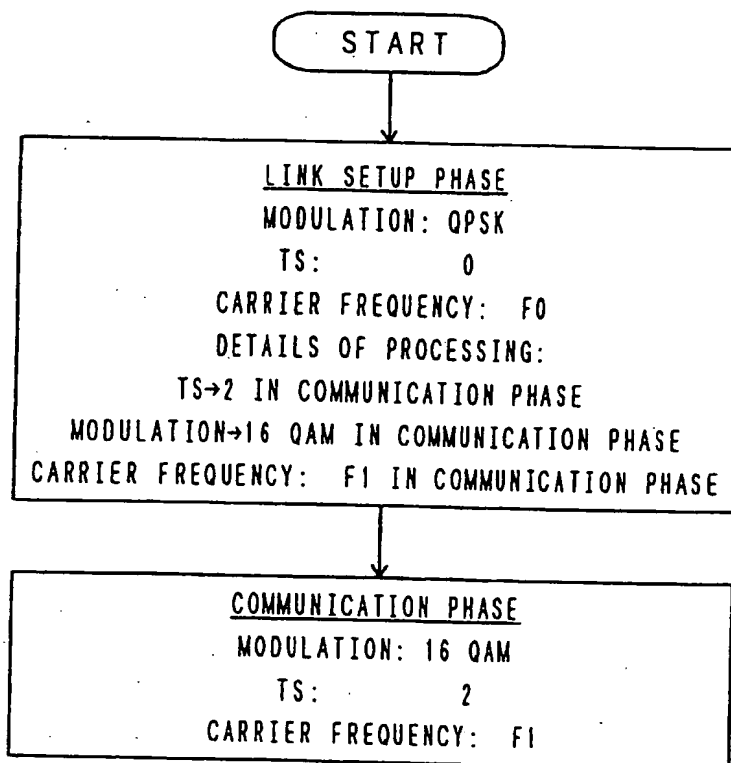 START
LINK SETUP PHASE
MODULATION: QPSK
TS: 0
CARRIER FREQUENCY: F0
DETAILS OF PROCESSING:
TS→2 IN COMMUNICATION PHASE
MODULATION→16 QAM IN COMMUNICATION PHASE
CARRIER FREQUENCY: F1 IN COMMUNICATION PHASE
COMMUNICATION PHASE
MODULATION: 16 QAM
TS: 2
CARRIER FREQUENCY: F1